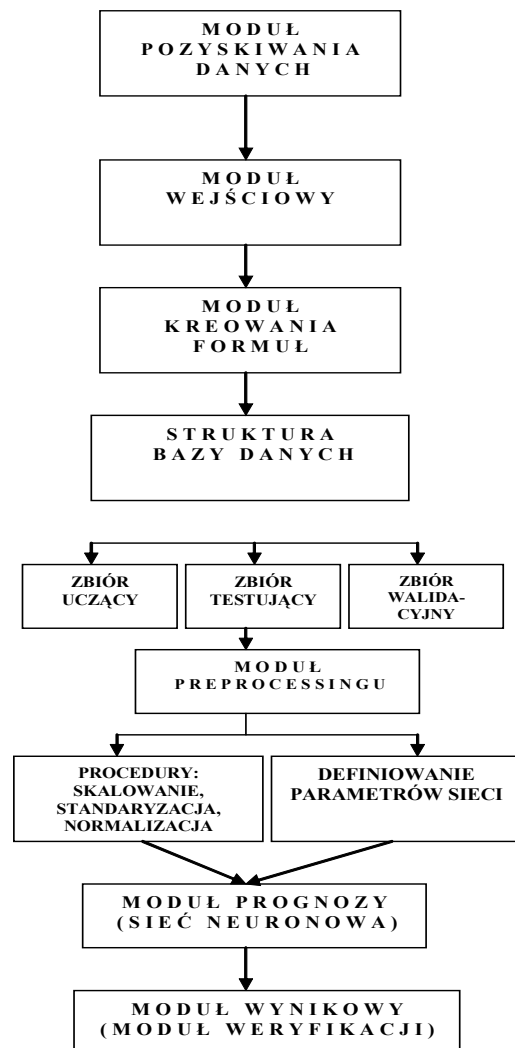 MODUŁ
POZYSKIWANIA
DANYCH
MODUŁ
WEJŚCIOWY
MODUŁ
KREOWANIA
FORMUŁ
STRUKTURA
BAZY DANYCH
ZBIÓR
UCZĄCY
ZBIÓR
TESTUJĄCY
ZBIÓR
WALIDA-
CYJNY
MODUŁ
PREPROCESSINGU
PROCEDURY:
SKALOWANIE,
STANDARYZACJA,
NORMALIZACJA
DEFINIOWANIE
PARAMETRÓW SIECI
MODUŁ PROGNOZY
(SIEĆ NEURONOWA)
MODUŁ WYNIKOWY
(MODUŁ WERYFIKACJI)